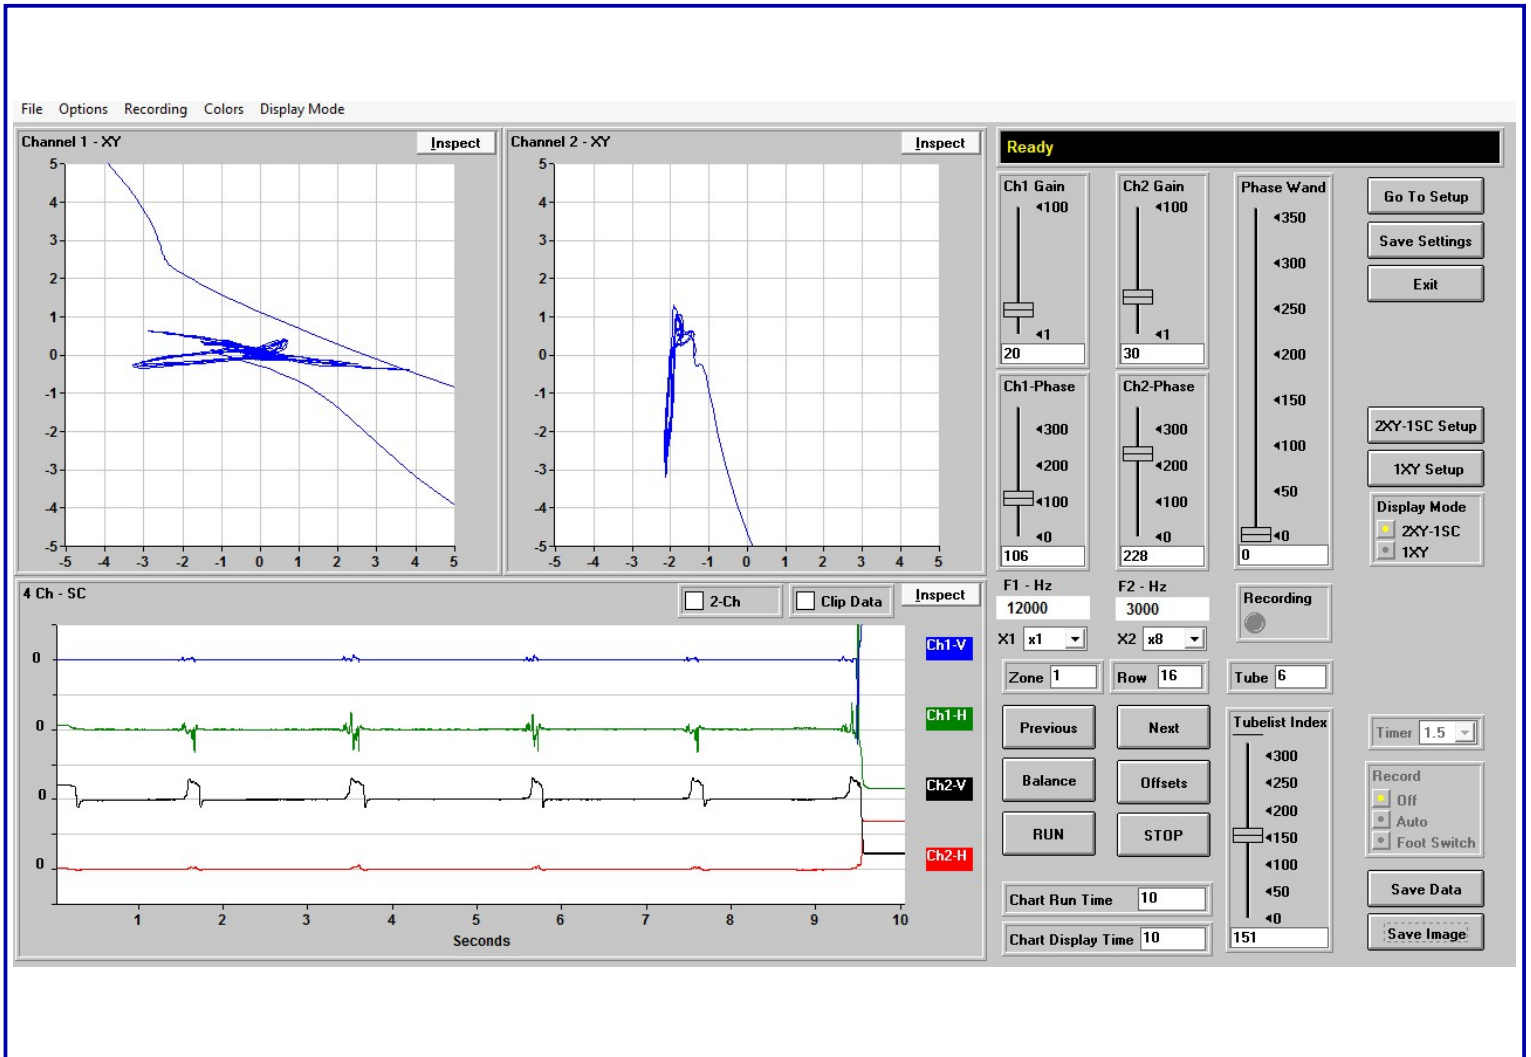 File Options Recording Colors Display Mode
Channel 1 - XY
Inspect
5
4
3
2
1
0
-1
-2
-3
-4
-5
-5 -4 -3 -2 -1 0 1 2 3 4 5
Channel 2 - XY
Inspect
5
4
3
2
1
0
-1
-2
-3
-4
-5
-5 -4 -3 -2 -1 0 1 2 3 4 5
4 Ch - SC
2-Ch
Clip Data
Inspect
0
0
0
0
Ch1-V
Ch1-H
Ch2-V
Ch2-H
1 2 3 4 5 6 7 8 9 10
Seconds
Ready
Ch1 Gain
100
1
20
Ch2 Gain
100
1
30
Phase Wand
350
300
250
200
150
100
50
0
0
Go To Setup
Save Settings
Exit
Ch1-Phase
300
200
100
0
106
Ch2-Phase
300
200
100
0
228
2XY-1SC Setup
1XY Setup
Display Mode
2XY-1SC
1XY
F1 - Hz
12000
F2 - Hz
3000
Recording
X1 x1
X2 x8
Zone 1
Row 16
Tube 6
Previous
Next
Balance
Offsets
RUN
STOP
Tubelist Index
300
250
200
150
100
50
0
151
Timer 1.5
Record
Off
Auto
Foot Switch
Chart Run Time 10
Chart Display Time 10
Save Data
Save Image